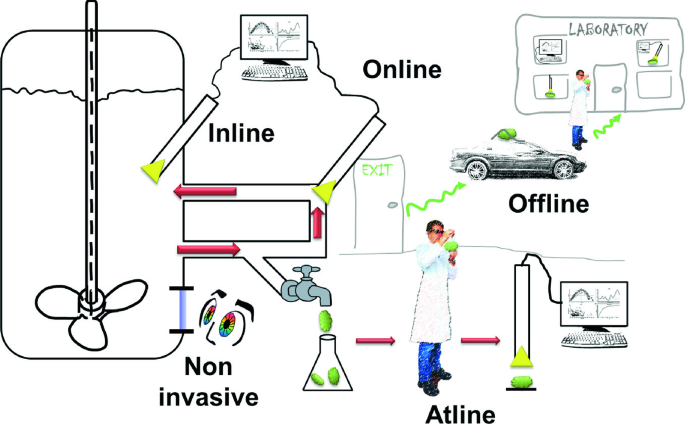 LABORATORY
Online
Inline
EXIT
Offline
Non
invasive
Atline